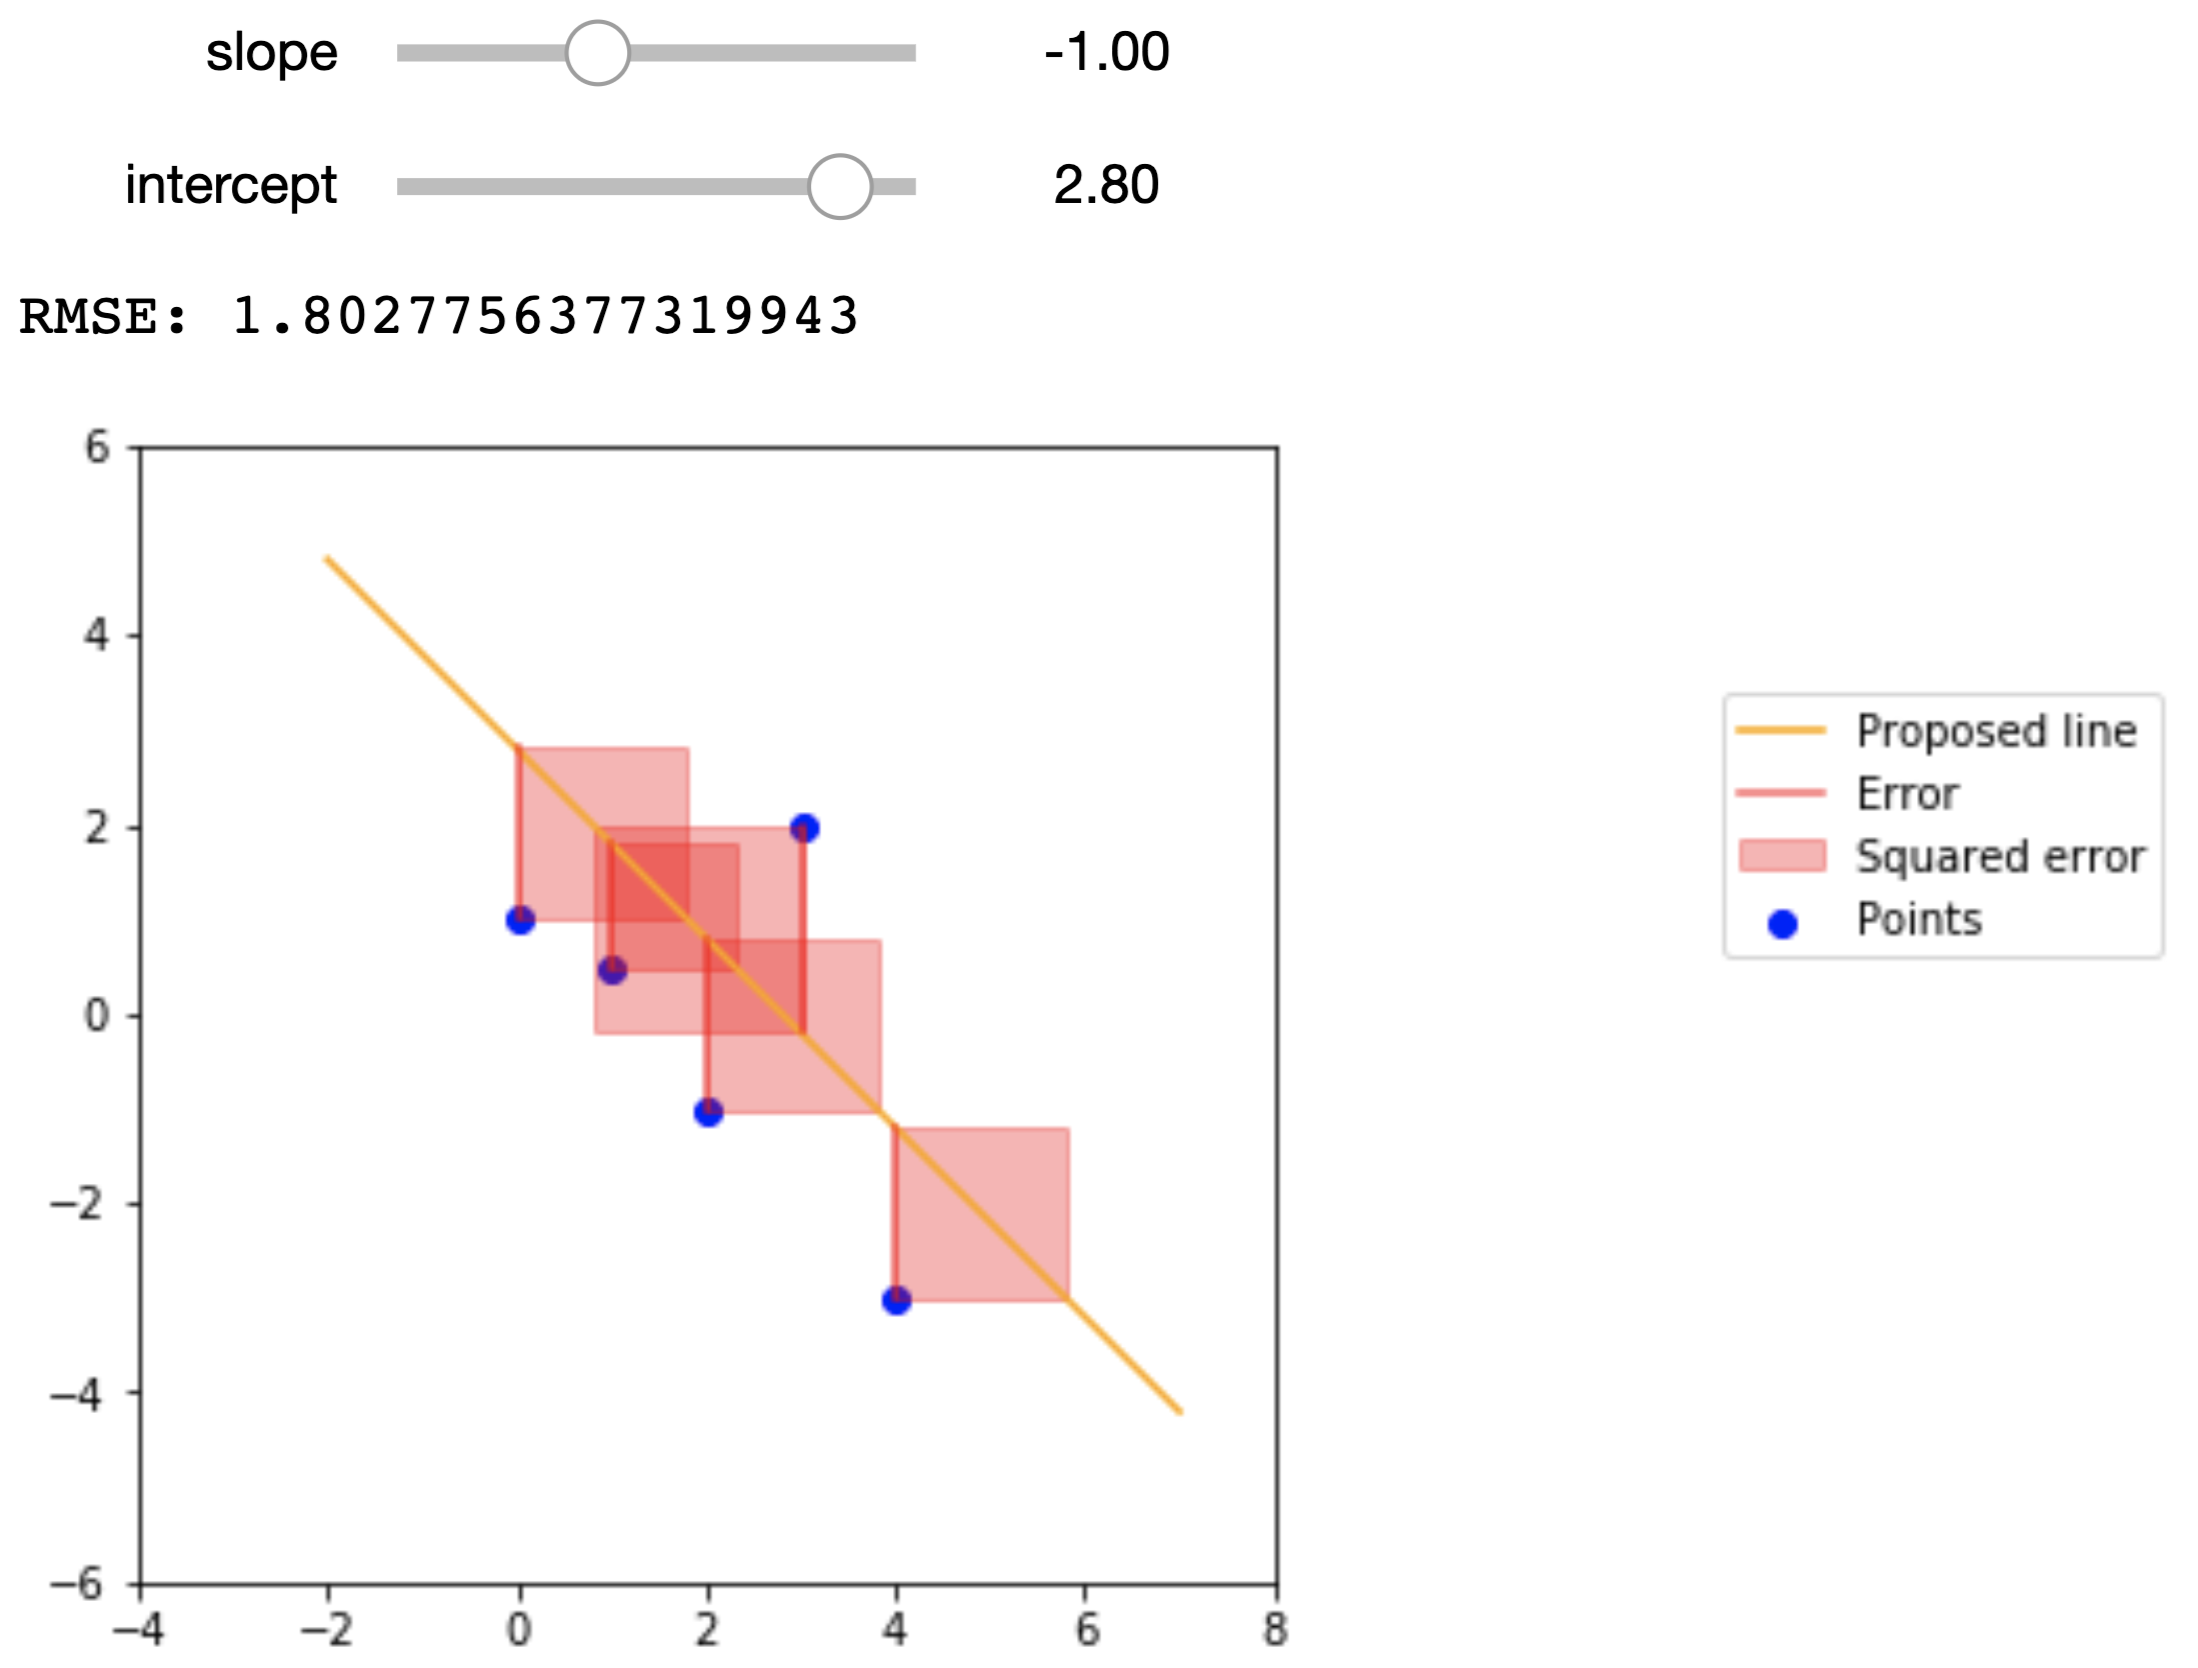 slope -1.00
intercept 2.80
RMSE: 1.8027756377319943
6
4
2
0
−2
−4
−6
−4 −2 0 2 4 6 8
Proposed line
Error
Squared error
Points